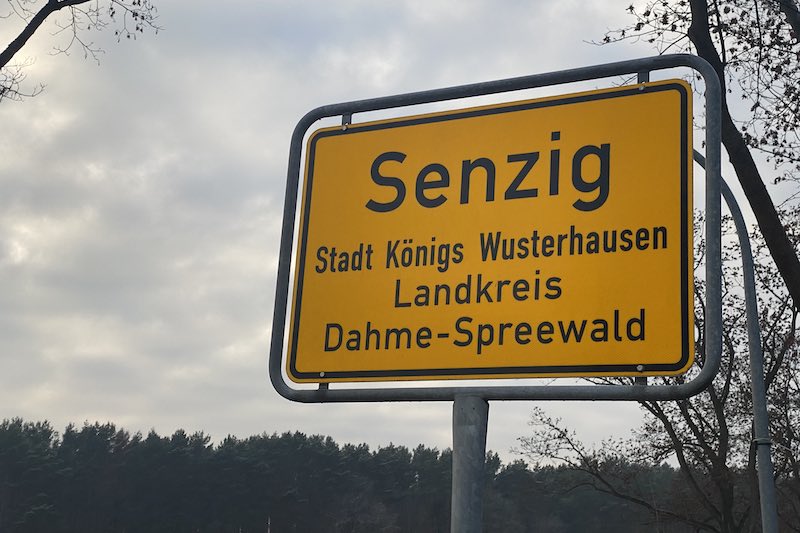 Senzig
Stadt Königs Wusterhausen
Landkreis
Dahme-Spreewald